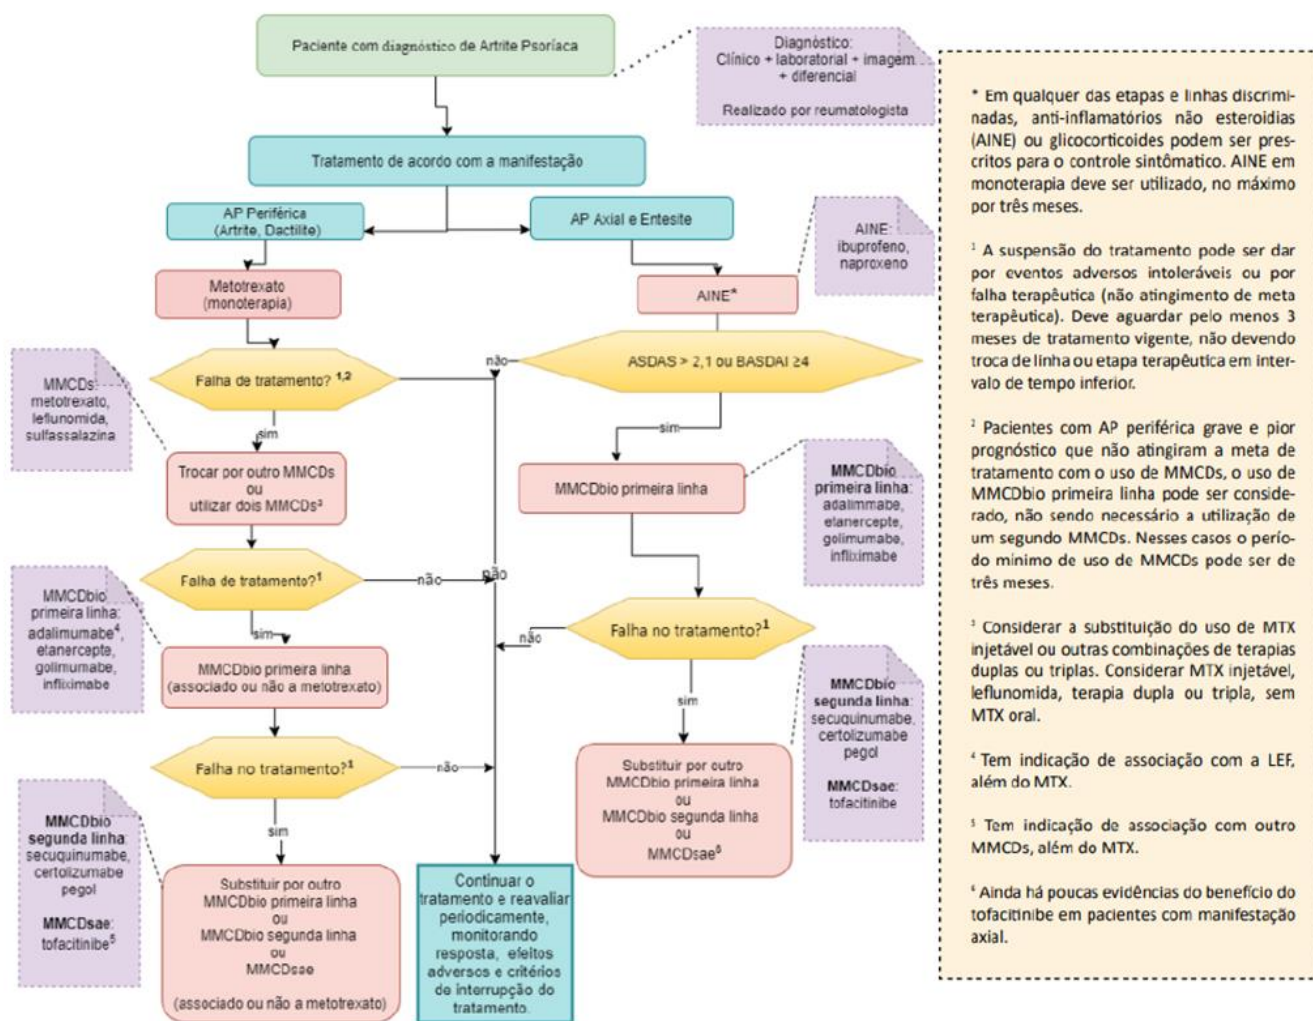 Paciente com diagnóstico de Artrite Psoríaca
Diagnóstico:
Clínico + laboratorial + imagem
+ diferencial
Realizado por reumatologista
Tratamento de acordo com a manifestação
AP Periférica
(Artrite, Dactilite)
AP Axial e Entesite
AINE:
ibuprofeno,
naproxeno
Metotrexato
(monoterapia)
AINE*
MMCDs:
metotrexato,
leflunomida,
sulfassalazina
Falha de tratamento? 1,2
não
ASDAS > 2,1 ou BASDAI ≥4
sim
sim
Trocar por outro MMCDs
ou
utilizar dois MMCDs³
MMCDbio primeira linha
MMCDbio
primeira linha:
adalimmabe,
etanercepte,
golimumabe,
infliximabe
MMCDbio
primeira linha:
adalimumabe⁴,
etanercepte,
golimumabe,
infliximabe
Falha de tratamento?¹
não
não
sim
MMCDbio primeira linha
(associado ou não a metotrexato)
Falha no tratamento?¹
não
sim
MMCDbio
segunda linha:
secuquinumabe,
certolizumabe
pegol
MMCDsae:
tofacitinibe
Falha no tratamento?¹
não
sim
MMCDbio
segunda linha:
secuquinumabe,
certolizumabe
pegol
MMCDsae:
tofacitinibe⁵
Substituir por outro
MMCDbio primeira linha
ou
MMCDbio segunda linha
ou
MMCDsae⁶
Substituir por outro
MMCDbio primeira linha
ou
MMCDbio segunda linha
ou
MMCDsae
(associado ou não a metotrexato)
Continuar o
tratamento e reavaliar
periodicamente,
monitorando
resposta, efeitos
adversos e critérios
de interrupção do
tratamento.
* Em qualquer das etapas e linhas discrimi-
nadas, anti-inflamatórios não esteroidias
(AINE) ou glicocorticoides podem ser pres-
critos para o controle sintômatico. AINE em
monoterapia deve ser utilizado, no máximo
por três meses.
¹ A suspensão do tratamento pode ser dar
por eventos adversos intoleráveis ou por
falha terapêutica (não atingimento de meta
terapêutica). Deve aguardar pelo menos 3
meses de tratamento vigente, não devendo
troca de linha ou etapa terapêutica em inter-
valo de tempo inferior.
² Pacientes com AP periférica grave e pior
prognóstico que não atingiram a meta de
tratamento com o uso de MMCDs, o uso de
MMCDbio primeira linha pode ser conside-
rado, não sendo necessário a utilização de
um segundo MMCDs. Nesses casos o perío-
do minimo de uso de MMCDs pode ser de
três meses.
³ Considerar a substituição do uso de MTX
injetável ou outras combinações de terapias
duplas ou triplas. Considerar MTX injetável,
leflunomida, terapia dupla ou tripla, sem
MTX oral.
⁴ Tem indicação de associação com a LEF,
além do MTX.
⁵ Tem indicação de associação com outro
MMCDs, além do MTX.
⁶ Ainda há poucas evidências do benefício do
tofacitinibe em pacientes com manifestação
axial.